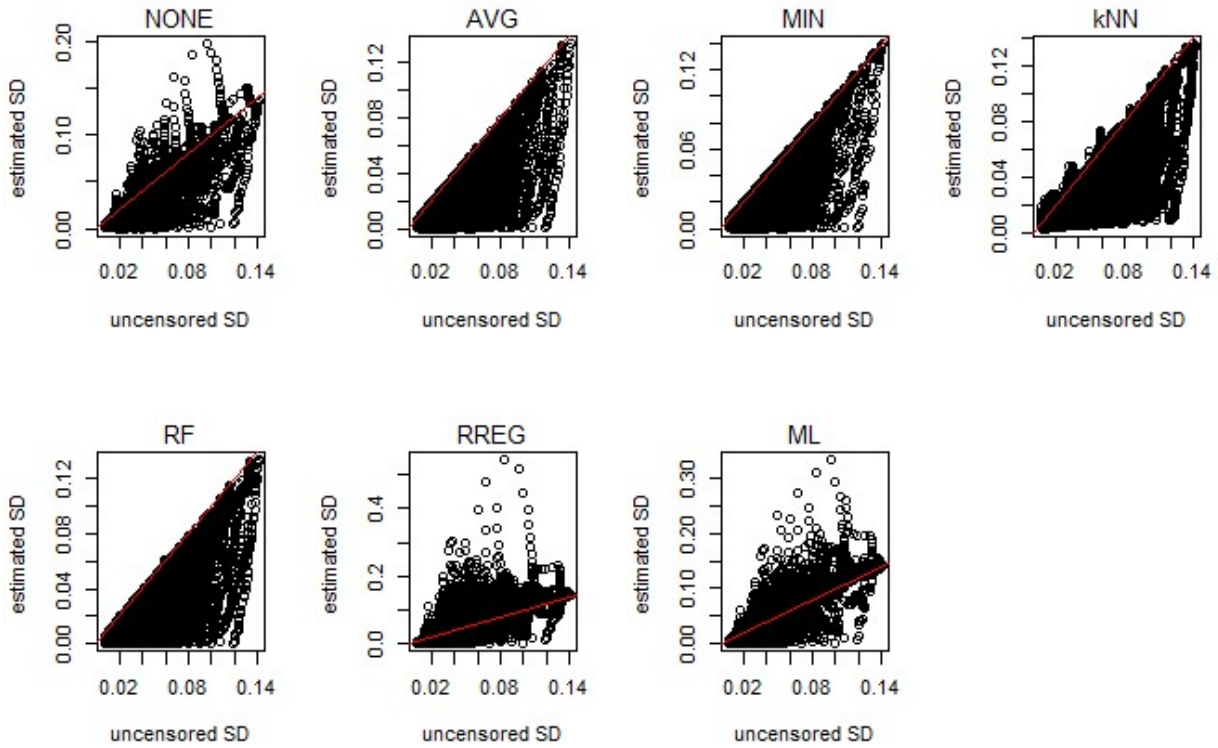 NONE AVG MIN kNN
0.20 0.10 0.00 estimated SD
0.12 0.08 0.04 0.00 estimated SD
0.12 0.06 0.00 estimated SD
0.12 0.08 0.04 0.00 estimated SD
0.02 0.08 0.14 0.02 0.08 0.14 0.02 0.08 0.14 0.02 0.08 0.14
uncensored SD uncensored SD uncensored SD uncensored SD
RF RREG ML
0.12 0.08 0.04 0.00 estimated SD
0.4 0.2 0.0 estimated SD
0.30 0.20 0.10 0.00 estimated SD
0.02 0.08 0.14 0.02 0.08 0.14 0.02 0.08 0.14
uncensored SD uncensored SD uncensored SD